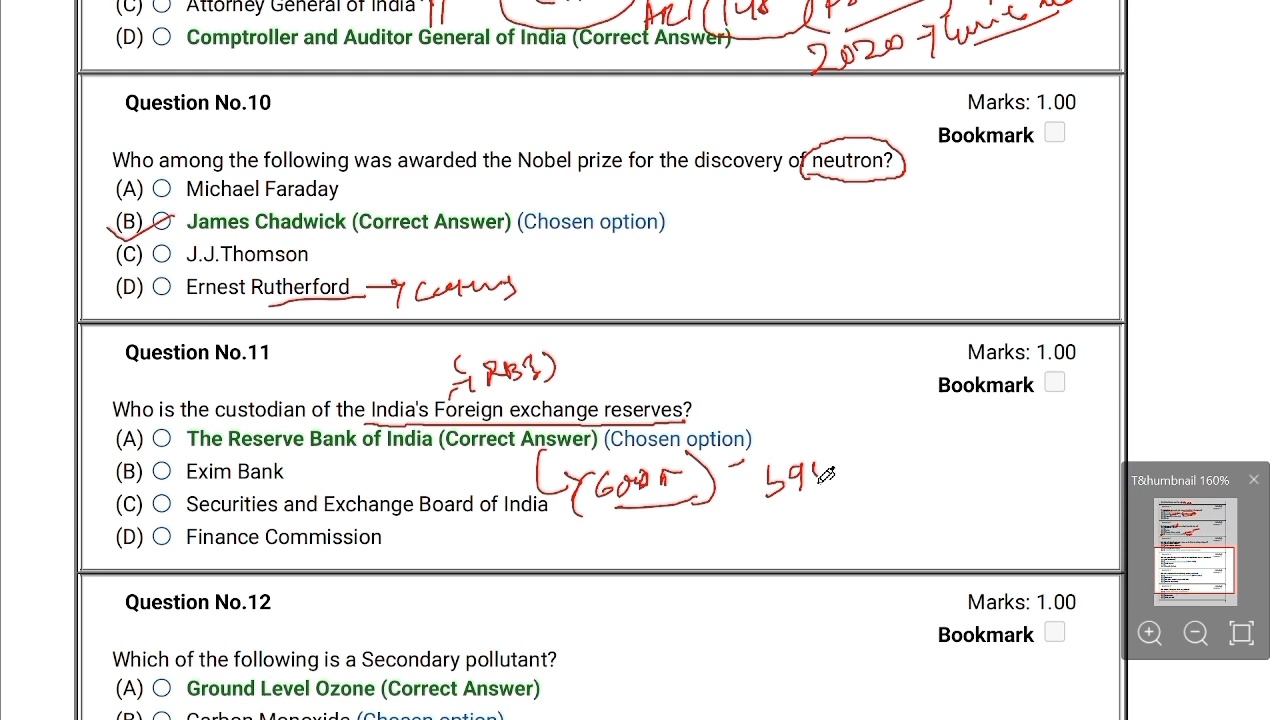 (C) Attorney General of India
(D) Comptroller and Auditor General of India (Correct Answer)
2020
Question No.10 Marks: 1.00
Bookmark
Who among the following was awarded the Nobel prize for the discovery of neutron?
(A) Michael Faraday
(B) James Chadwick (Correct Answer) (Chosen option)
(C) J.J.Thomson
(D) Ernest Rutherford
Question No.11 Marks: 1.00
(RBI)
Bookmark
Who is the custodian of the India's Foreign exchange reserves?
(A) The Reserve Bank of India (Correct Answer) (Chosen option)
(B) Exim Bank
(C) Securities and Exchange Board of India
(D) Finance Commission
T&humbnail 160%
Question No.12 Marks: 1.00
Bookmark
Which of the following is a Secondary pollutant?
(A) Ground Level Ozone (Correct Answer)
(B) Carbon Monoxide (Chosen option)